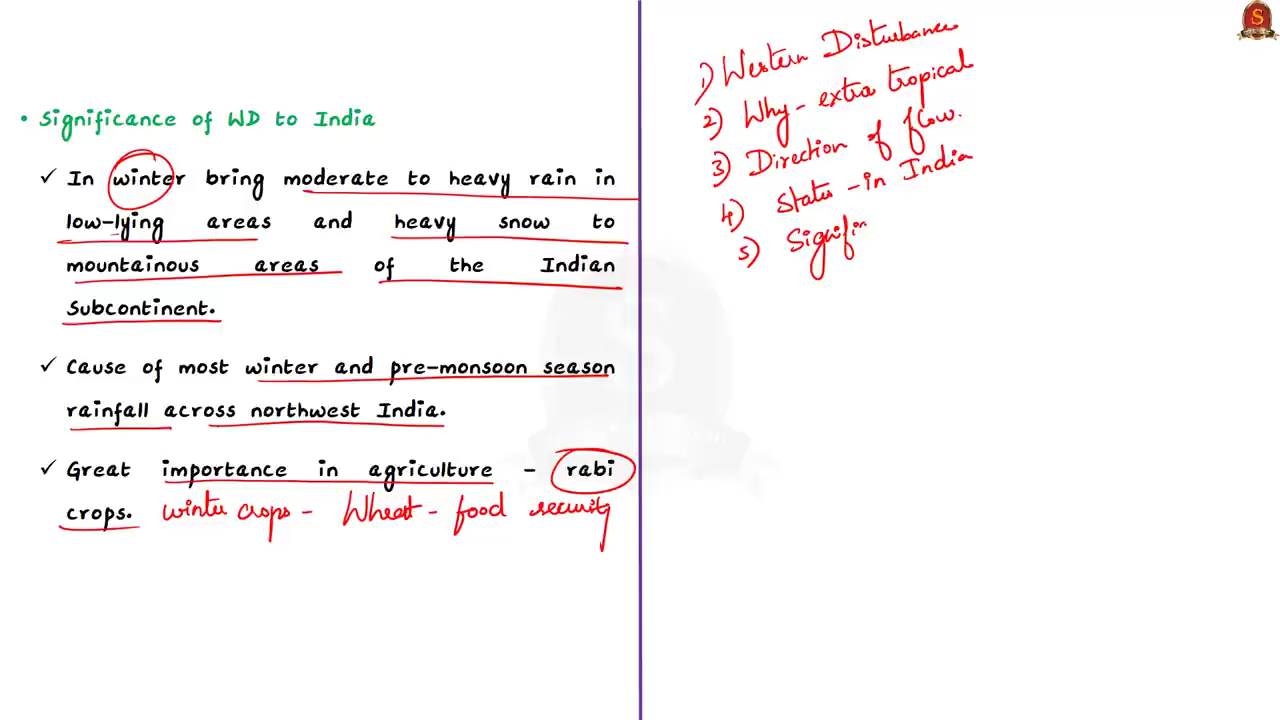 • Significance of WD to India
✓ In winter bring moderate to heavy rain in
low-lying areas and heavy snow to
mountainous areas of the Indian
Subcontinent.
✓ Cause of most winter and pre-monsoon season
rainfall across northwest India.
✓ Great importance in agriculture - rabi
crops. winter crops - Wheat - food security
1) Western Disturbance
2) Why - extra tropical
3) Direction of flow.
4) States - in India
5) Signifin
S